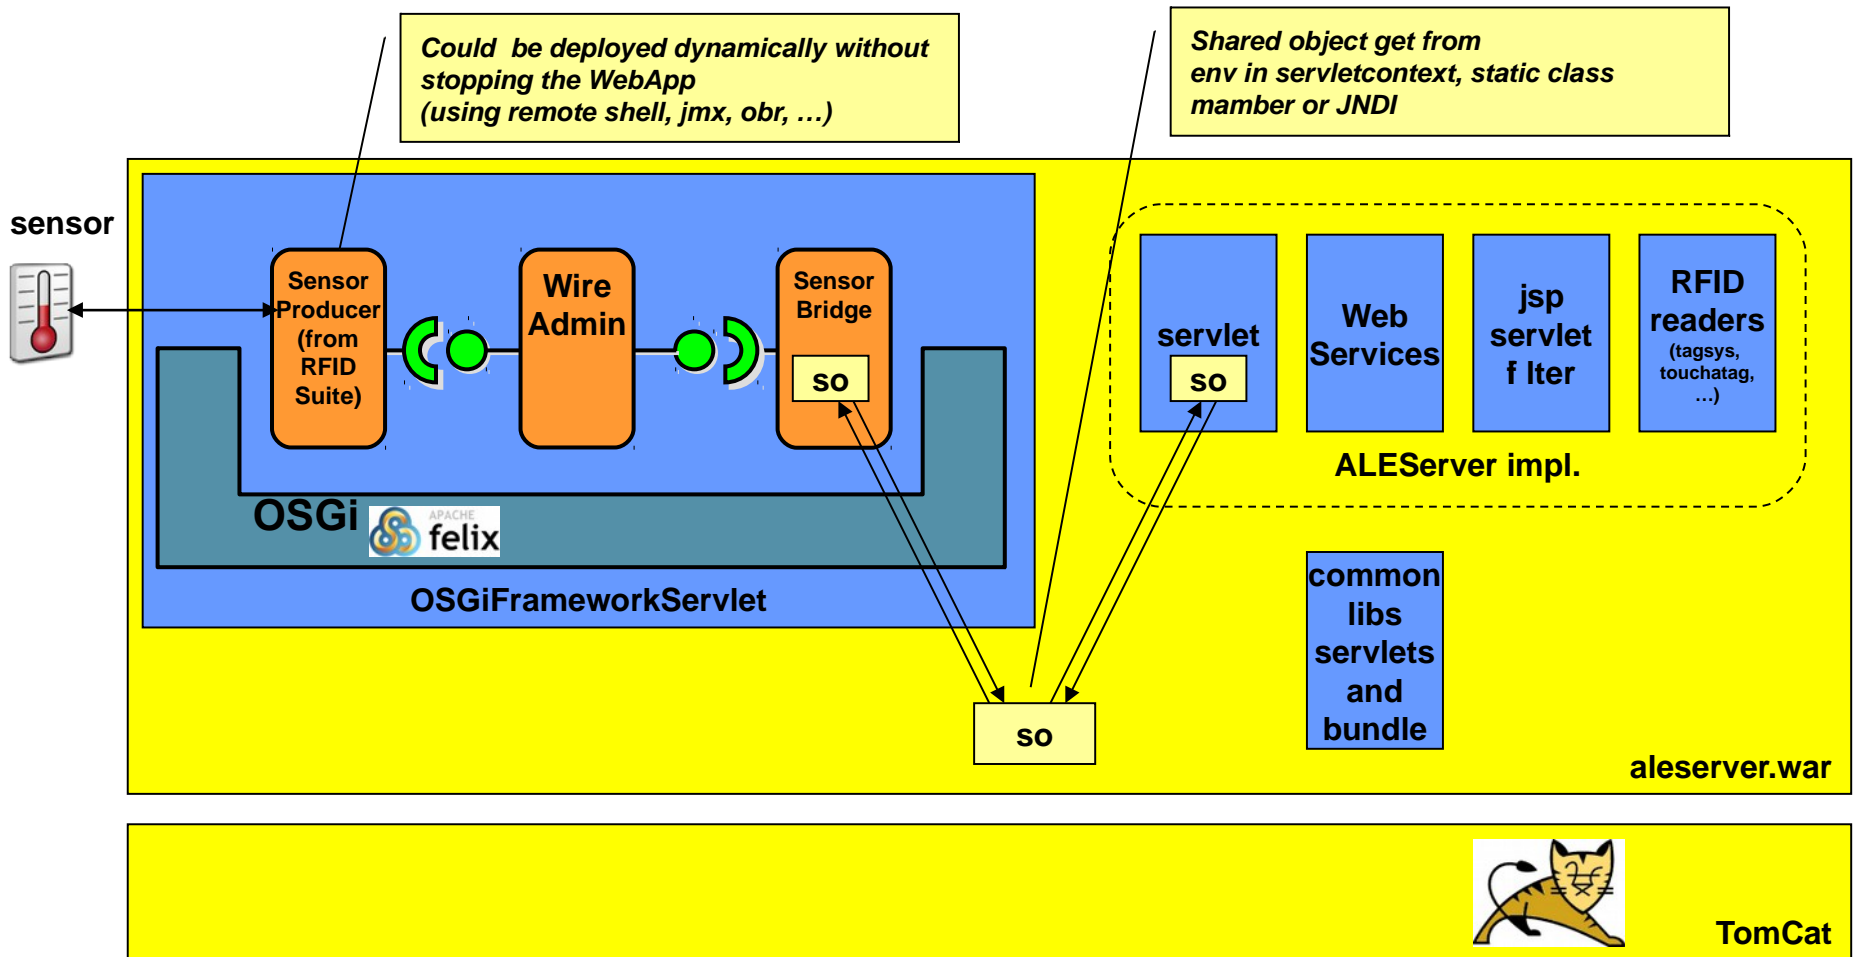 Could  be deployed dynamically without
stopping the WebApp
(using remote shell, jmx, obr, …)
Shared object get from
env in servletcontext, static class
mamber or JNDI
sensor
Sensor
Producer
(from
RFID
Suite)
Wire
Admin
Sensor
Bridge
so
OSGi
APACHE
felix
OSGiFrameworkServlet
servlet
so
Web
Services
jsp
servlet
f lter
RFID
readers
(tagsys,
touchatag,
…)
ALEServer impl.
common
libs
servlets
and
bundle
so
aleserver.war
TomCat